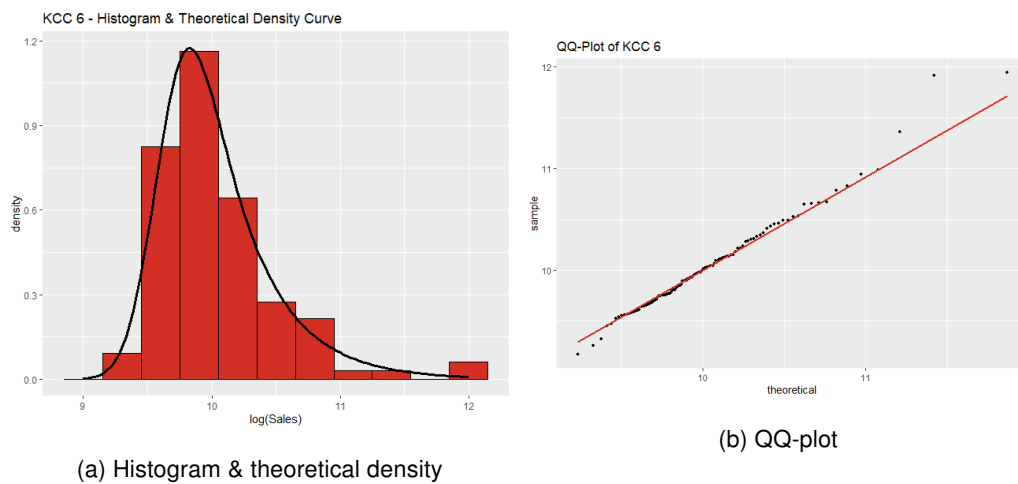 KCC 6 - Histogram & Theoretical Density Curve
1.2
0.9
0.6
0.3
0.0
density
9
10
11
12
log(Sales)
(a) Histogram & theoretical density
QQ-Plot of KCC 6
12
11
10
sample
10
11
theoretical
(b) QQ-plot